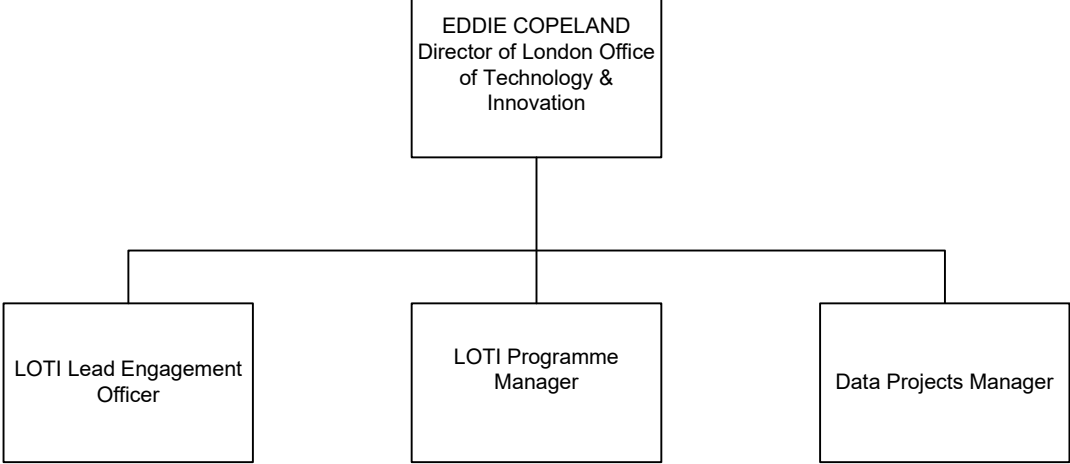 EDDIE COPELAND
Director of London Office
of Technology &
Innovation
LOTI Lead Engagement
Officer
LOTI Programme
Manager
Data Projects Manager